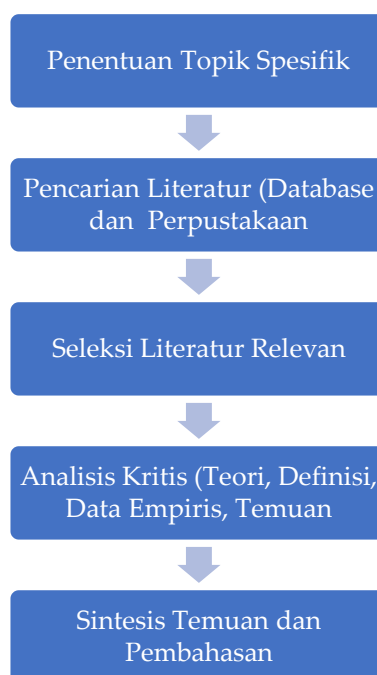 Penentuan Topik Spesifik
Pencarian Literatur (Database
dan Perpustakaan
Seleksi Literatur Relevan
Analisis Kritis (Teori, Definisi,
Data Empiris, Temuan
Sintesis Temuan dan
Pembahasan